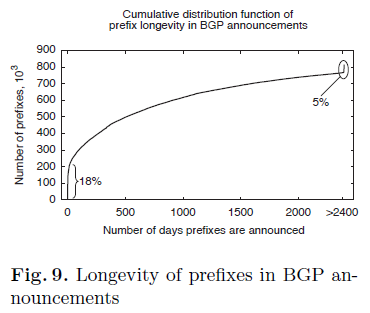 Cumulative distribution function of
prefix longevity in BGP announcements
Number of prefixes, 10³
900
800
700
600
500
400
300
200
100
0
18%
5%
0 500 1000 1500 2000 >2400
Number of days prefixes are announced
Fig. 9. Longevity of prefixes in BGP an-
nouncements